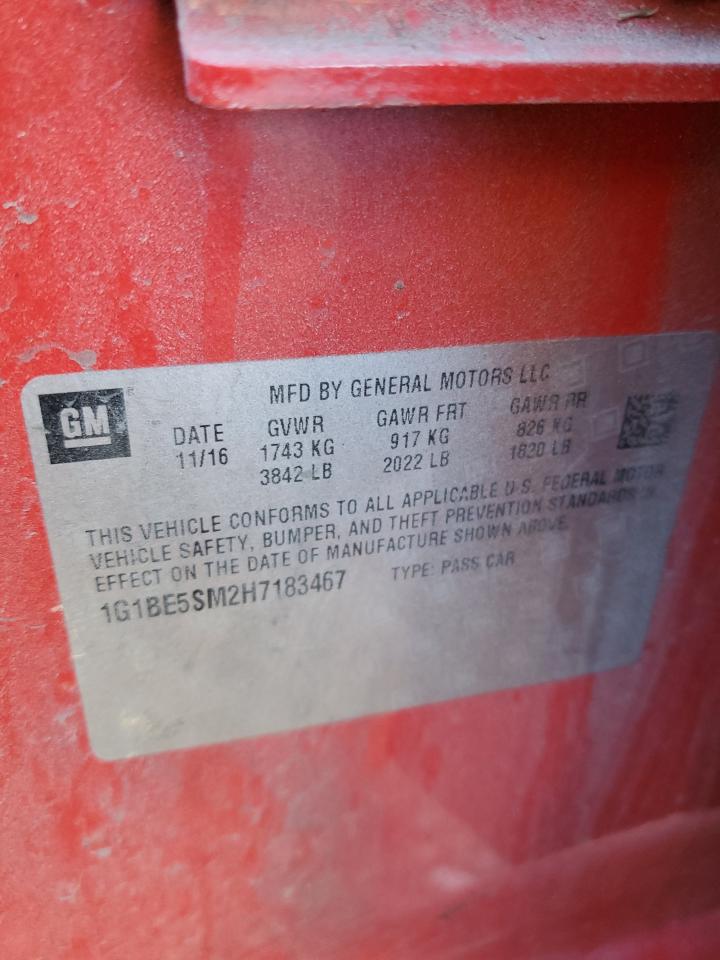 GM
MFD BY GENERAL MOTORS LLC
DATE GVWR GAWR FRT GAWR RR
11/16 1743 KG 917 KG 826 KG
3842 LB 2022 LB 1820 LB
THIS VEHICLE CONFORMS TO ALL APPLICABLE U.S. FEDERAL MOTOR
VEHICLE SAFETY, BUMPER, AND THEFT PREVENTION STANDARDS IN
EFFECT ON THE DATE OF MANUFACTURE SHOWN ABOVE.
1G1BE5SM2H7183467 TYPE: PASS CAR